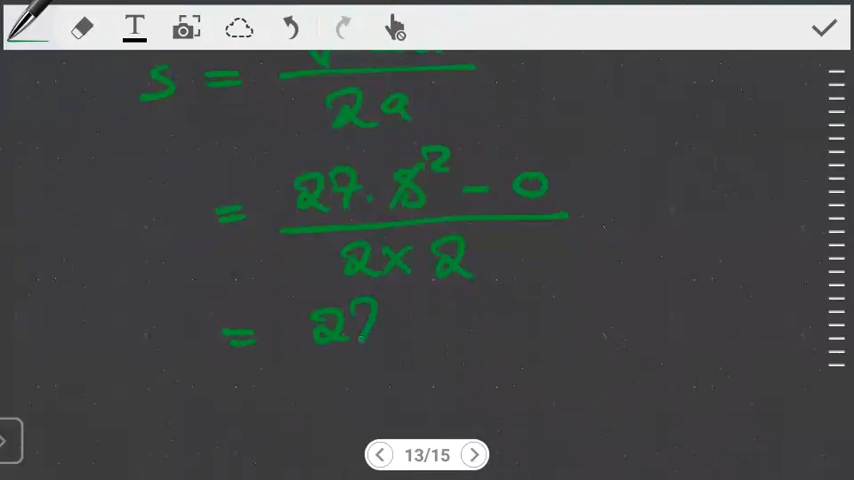 T
s = / 2a
= 27.8² - 0 / 2 x 2
= 27
13/15